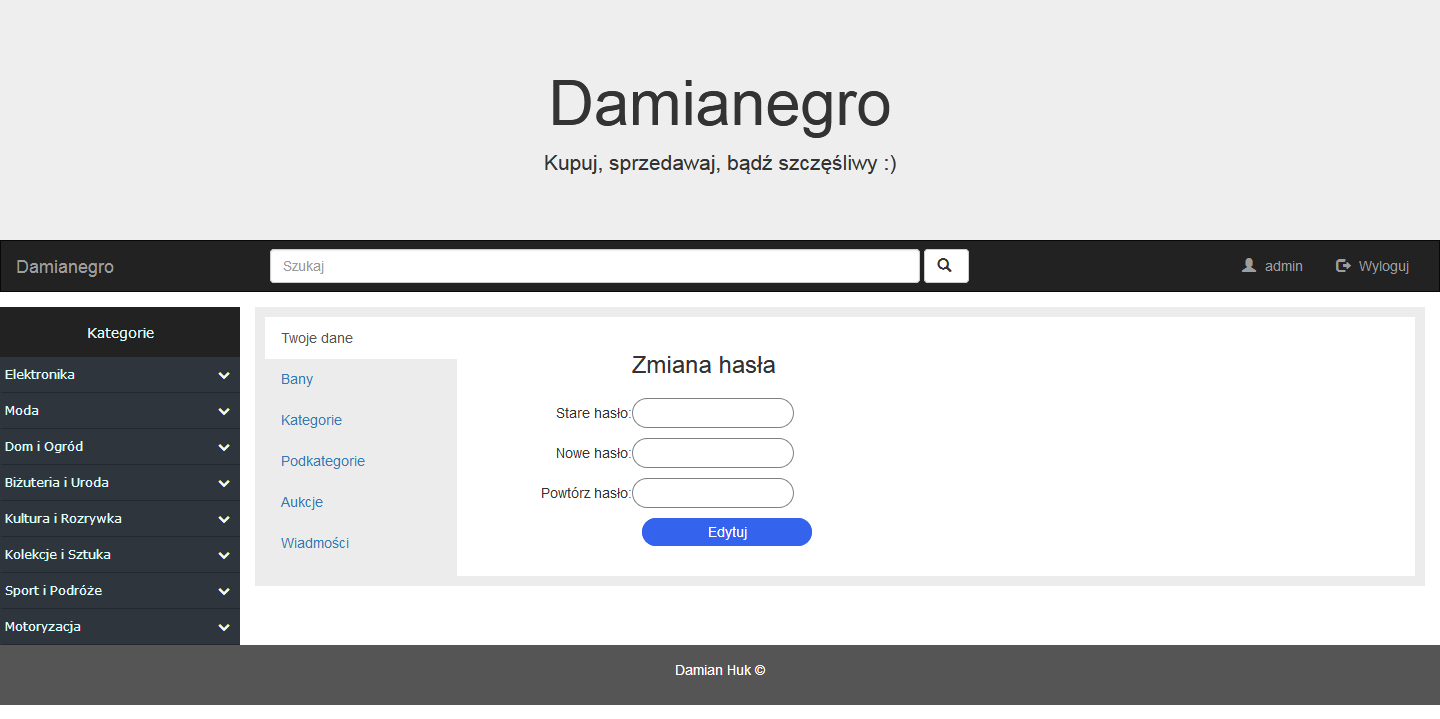 Damianegro
Kupuj, sprzedawaj, bądź szczęśliwy :)
Damianegro
Szukaj
admin
Wyloguj
Kategorie
Elektronika
Moda
Dom i Ogród
Biżuteria i Uroda
Kultura i Rozrywka
Kolekcje i Sztuka
Sport i Podróże
Motoryzacja
Twoje dane
Bany
Kategorie
Podkategorie
Aukcje
Wiadmości
Zmiana hasła
Stare hasło:
Nowe hasło:
Powtórz hasło:
Edytuj
Damian Huk ©